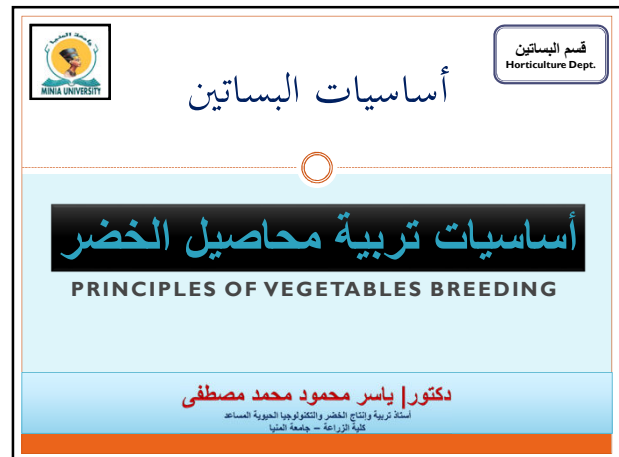 جامعة المنيا
MINIA UNIVERSITY
قسم البساتين
Horticulture Dept.
أساسيات البساتين
أساسيات تربية محاصيل الخضر
PRINCIPLES OF VEGETABLES BREEDING
دكتور| ياسر محمود محمد مصطفى
أستاذ تربية وإنتاج الخضر والتكنولوجيا الحيوية المساعد
كلية الزراعة – جامعة المنيا